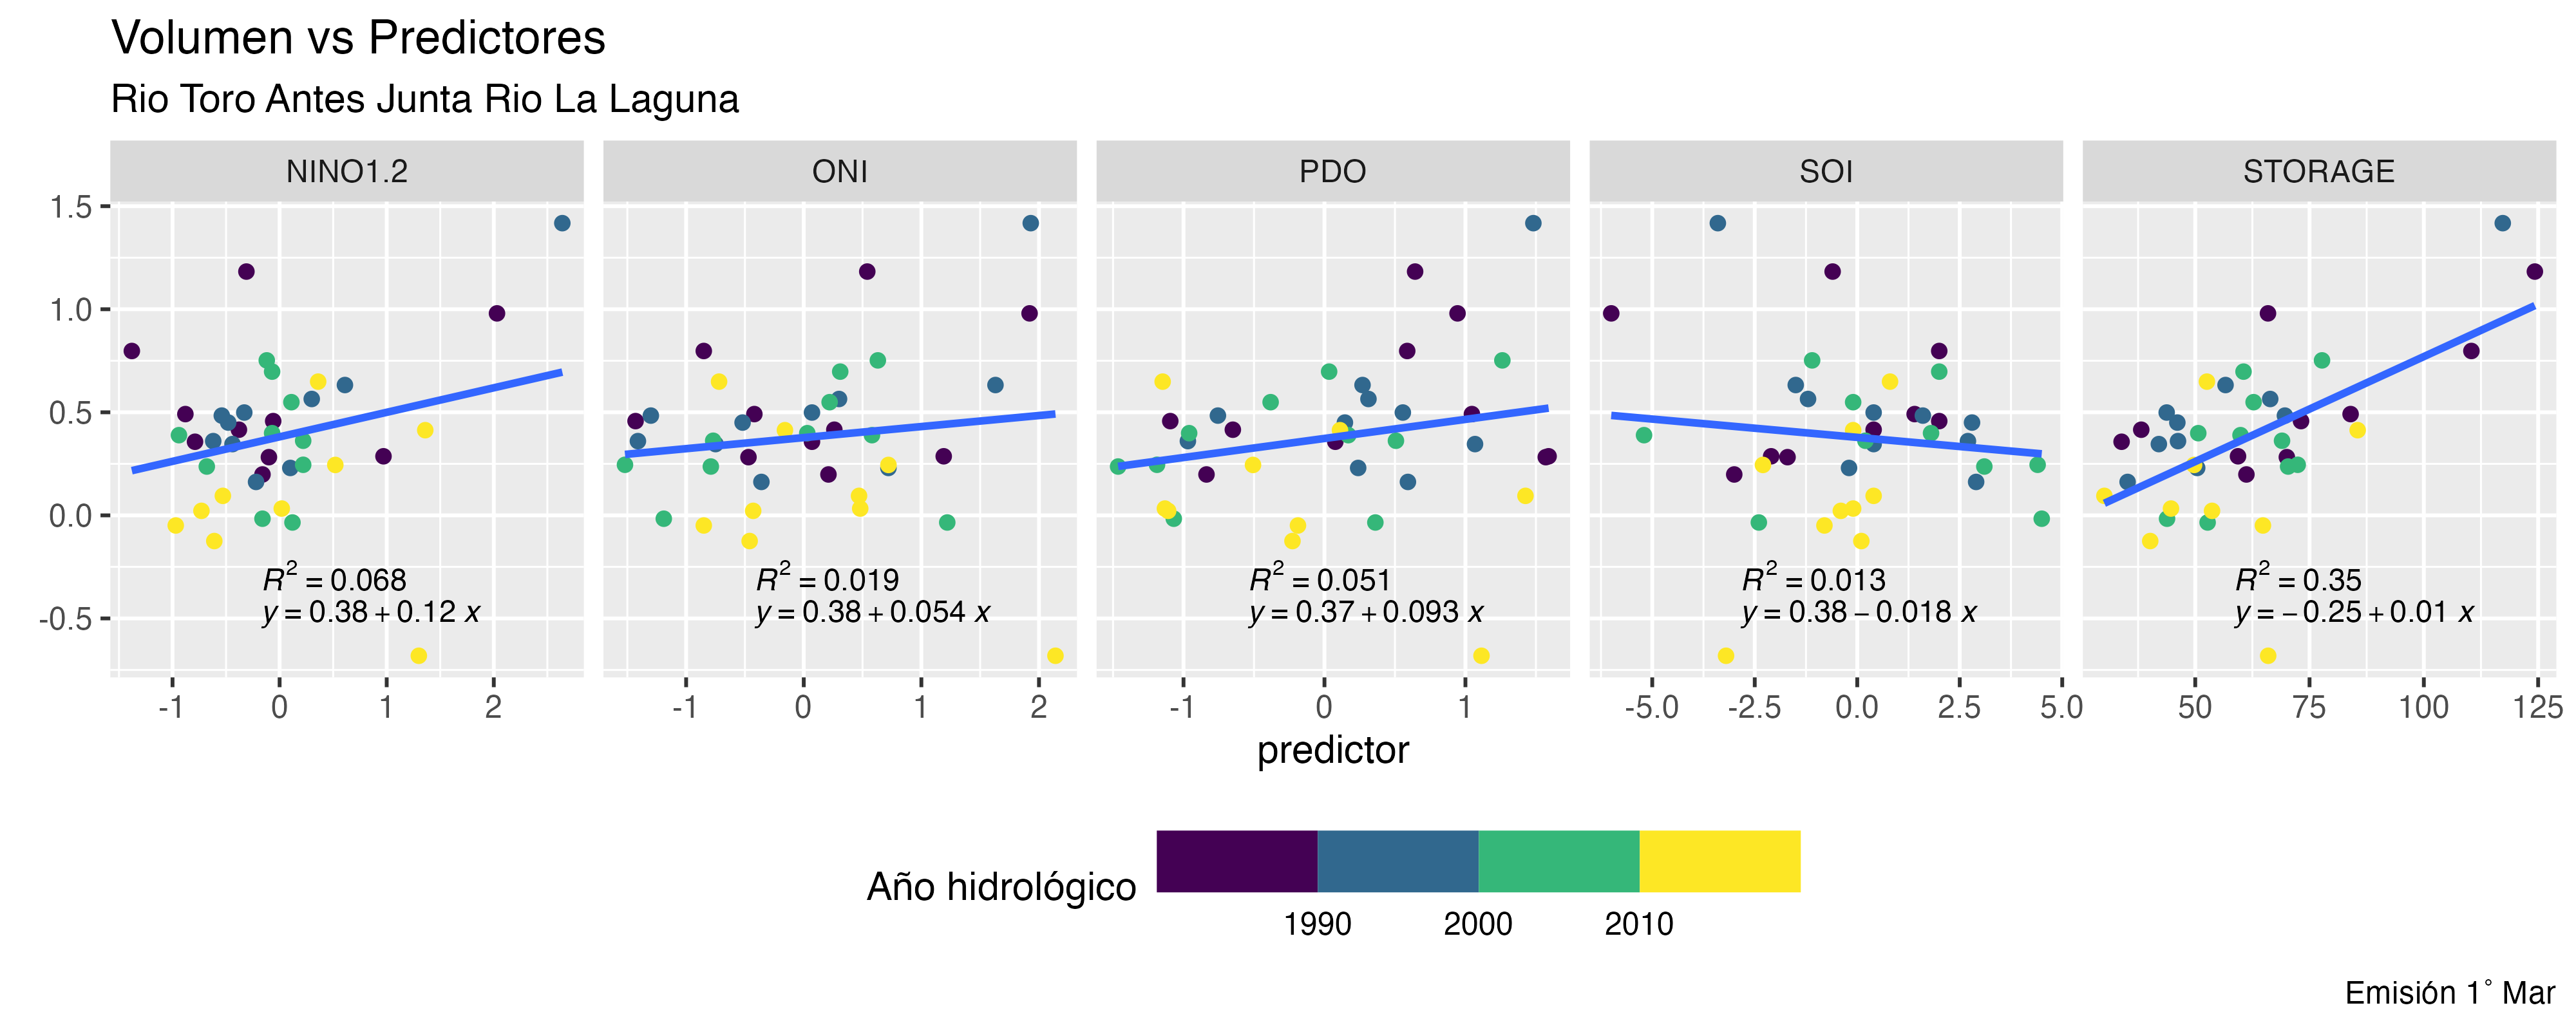 Volumen vs Predictores
Rio Toro Antes Junta Rio La Laguna
NINO1.2 ONI PDO SOI STORAGE
1.5
1.0
0.5
0.0
-0.5
R² = 0.068
y = 0.38 + 0.12 x
R² = 0.019
y = 0.38 + 0.054 x
R² = 0.051
y = 0.37 + 0.093 x
R² = 0.013
y = 0.38 − 0.018 x
R² = 0.35
y = − 0.25 + 0.01 x
-1 0 1 2 -1 0 1 2 -1 0 1 -5.0 -2.5 0.0 2.5 5.0 50 75 100 125
predictor
Año hidrológico
1990 2000 2010
Emisión 1° Mar